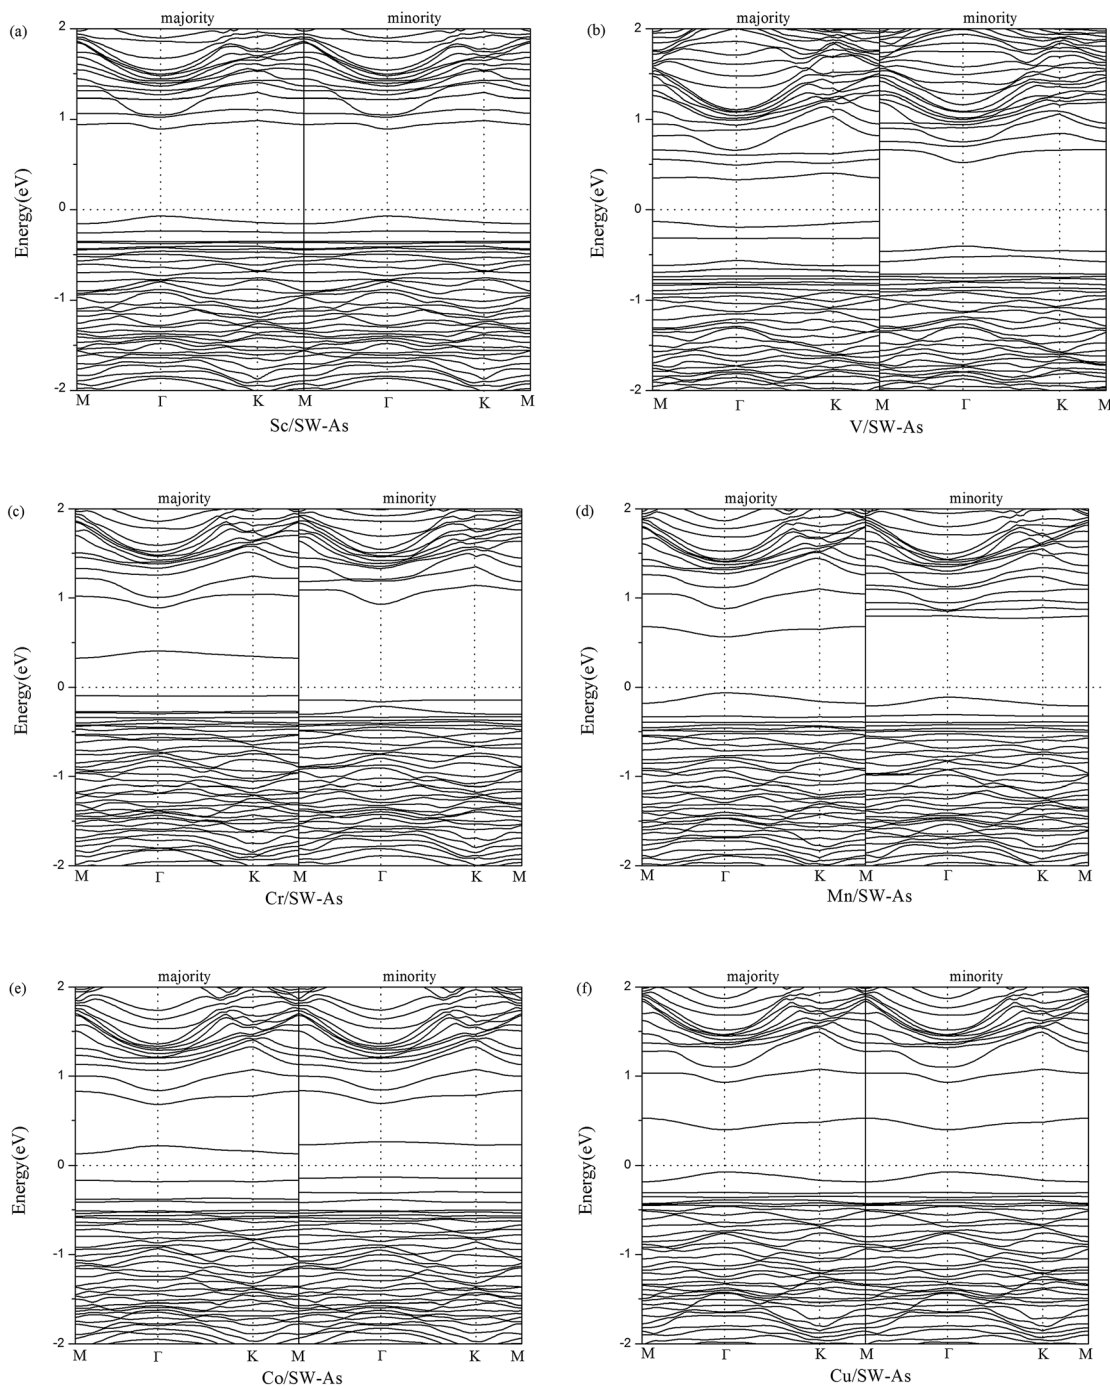 majority minority
(a)
2
1
0
-1
-2
Energy(eV)
M Γ K M Γ K M
Sc/SW-As
majority minority
(b)
2
1
0
-1
-2
Energy(eV)
M Γ K M Γ K M
V/SW-As
majority minority
(c)
2
1
0
-1
-2
Energy(eV)
M Γ K M Γ K M
Cr/SW-As
majority minority
(d)
2
1
0
-1
-2
Energy(eV)
M Γ K M Γ K M
Mn/SW-As
majority minority
(e)
2
1
0
-1
-2
Energy(eV)
M Γ K M Γ K M
Co/SW-As
majority minority
(f)
2
1
0
-1
-2
Energy(eV)
M Γ K M Γ K M
Cu/SW-As